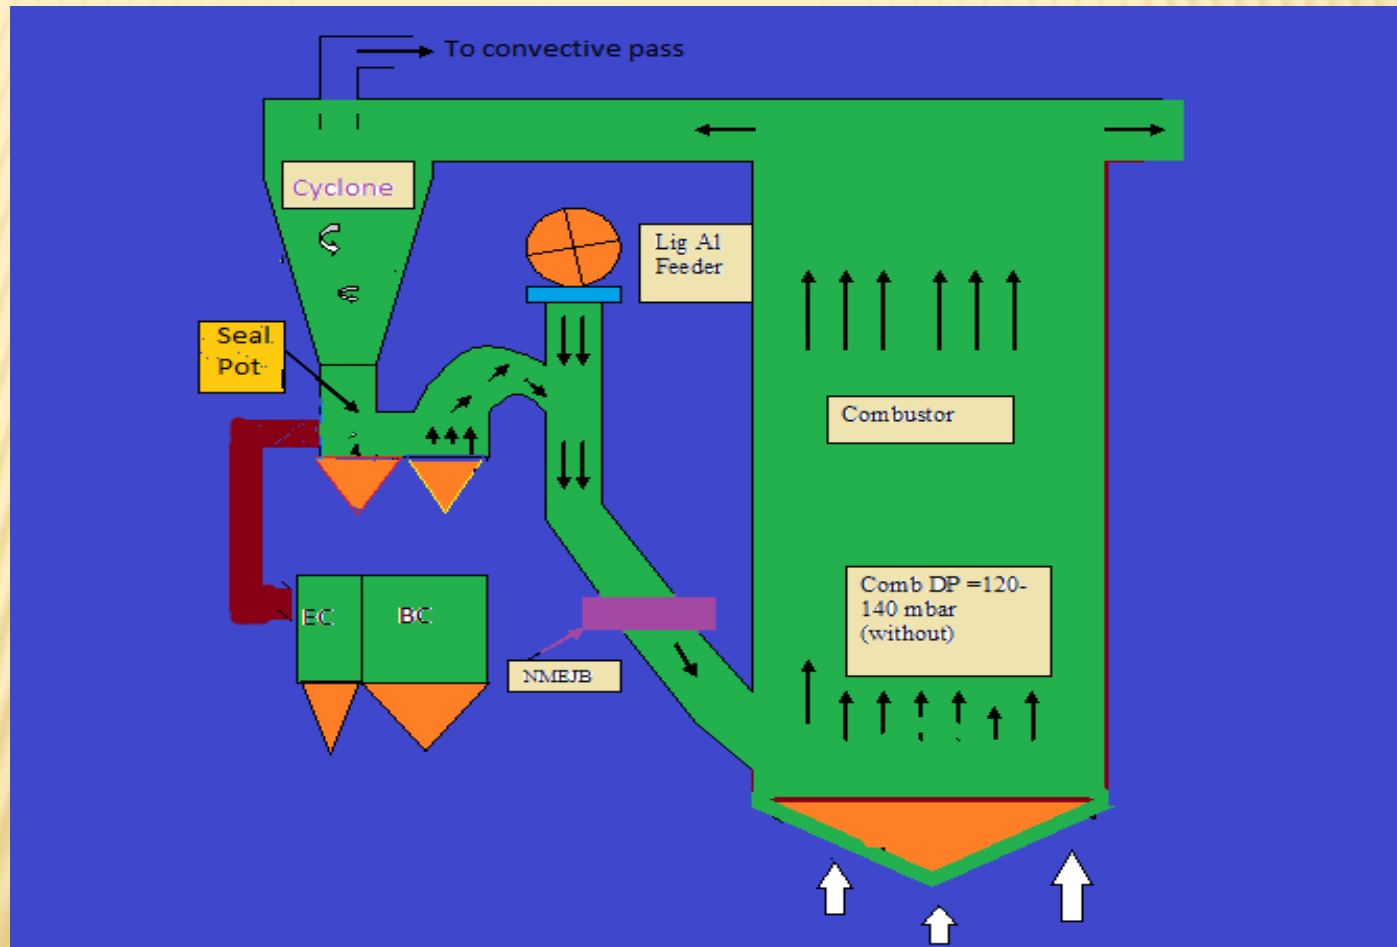 To convective pass
Cyclone
Lig A1
Feeder
Seal
Pot
Combustor
Comb DP =120-
140 mbar
(without)
EC
BC
NMEJB